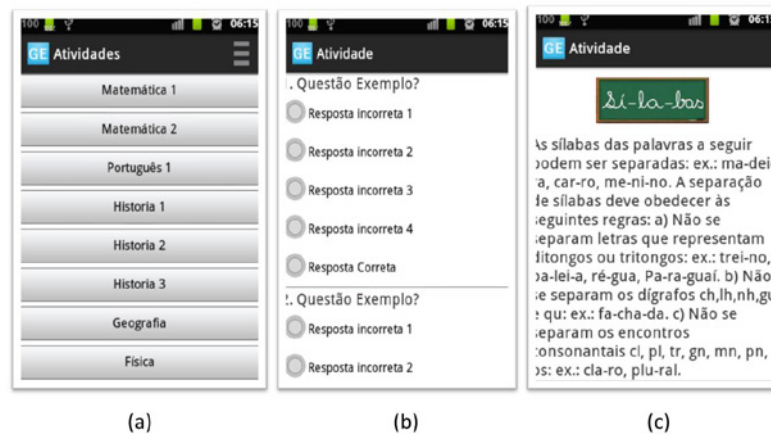 100 06:15
GE Atividades
Matemática 1
Matemática 2
Português 1
Historia 1
Historia 2
Historia 3
Geografia
Física
(a)
100 06:15
GE Atividade
. Questão Exemplo?
Resposta incorreta 1
Resposta incorreta 2
Resposta incorreta 3
Resposta incorreta 4
Resposta Correta
2. Questão Exemplo?
Resposta incorreta 1
Resposta incorreta 2
(b)
100 06:1
GE Atividade
Sí-la-bas
As sílabas das palavras a seguir
podem ser separadas: ex.: ma-dei-
ra, car-ro, me-ni-no. A separação
de sílabas deve obedecer às
seguintes regras: a) Não se
separam letras que representam
ditongos ou tritongos: ex.: trei-no,
ba-lei-a, ré-gua, Pa-ra-guaí. b) Não
se separam os dígrafos ch,lh,nh,gu
e qu: ex.: fa-cha-da. c) Não se
separam os encontros
consonantais cl, pl, tr, gn, mn, pn,
ps: ex.: cla-ro, plu-ral.
(c)